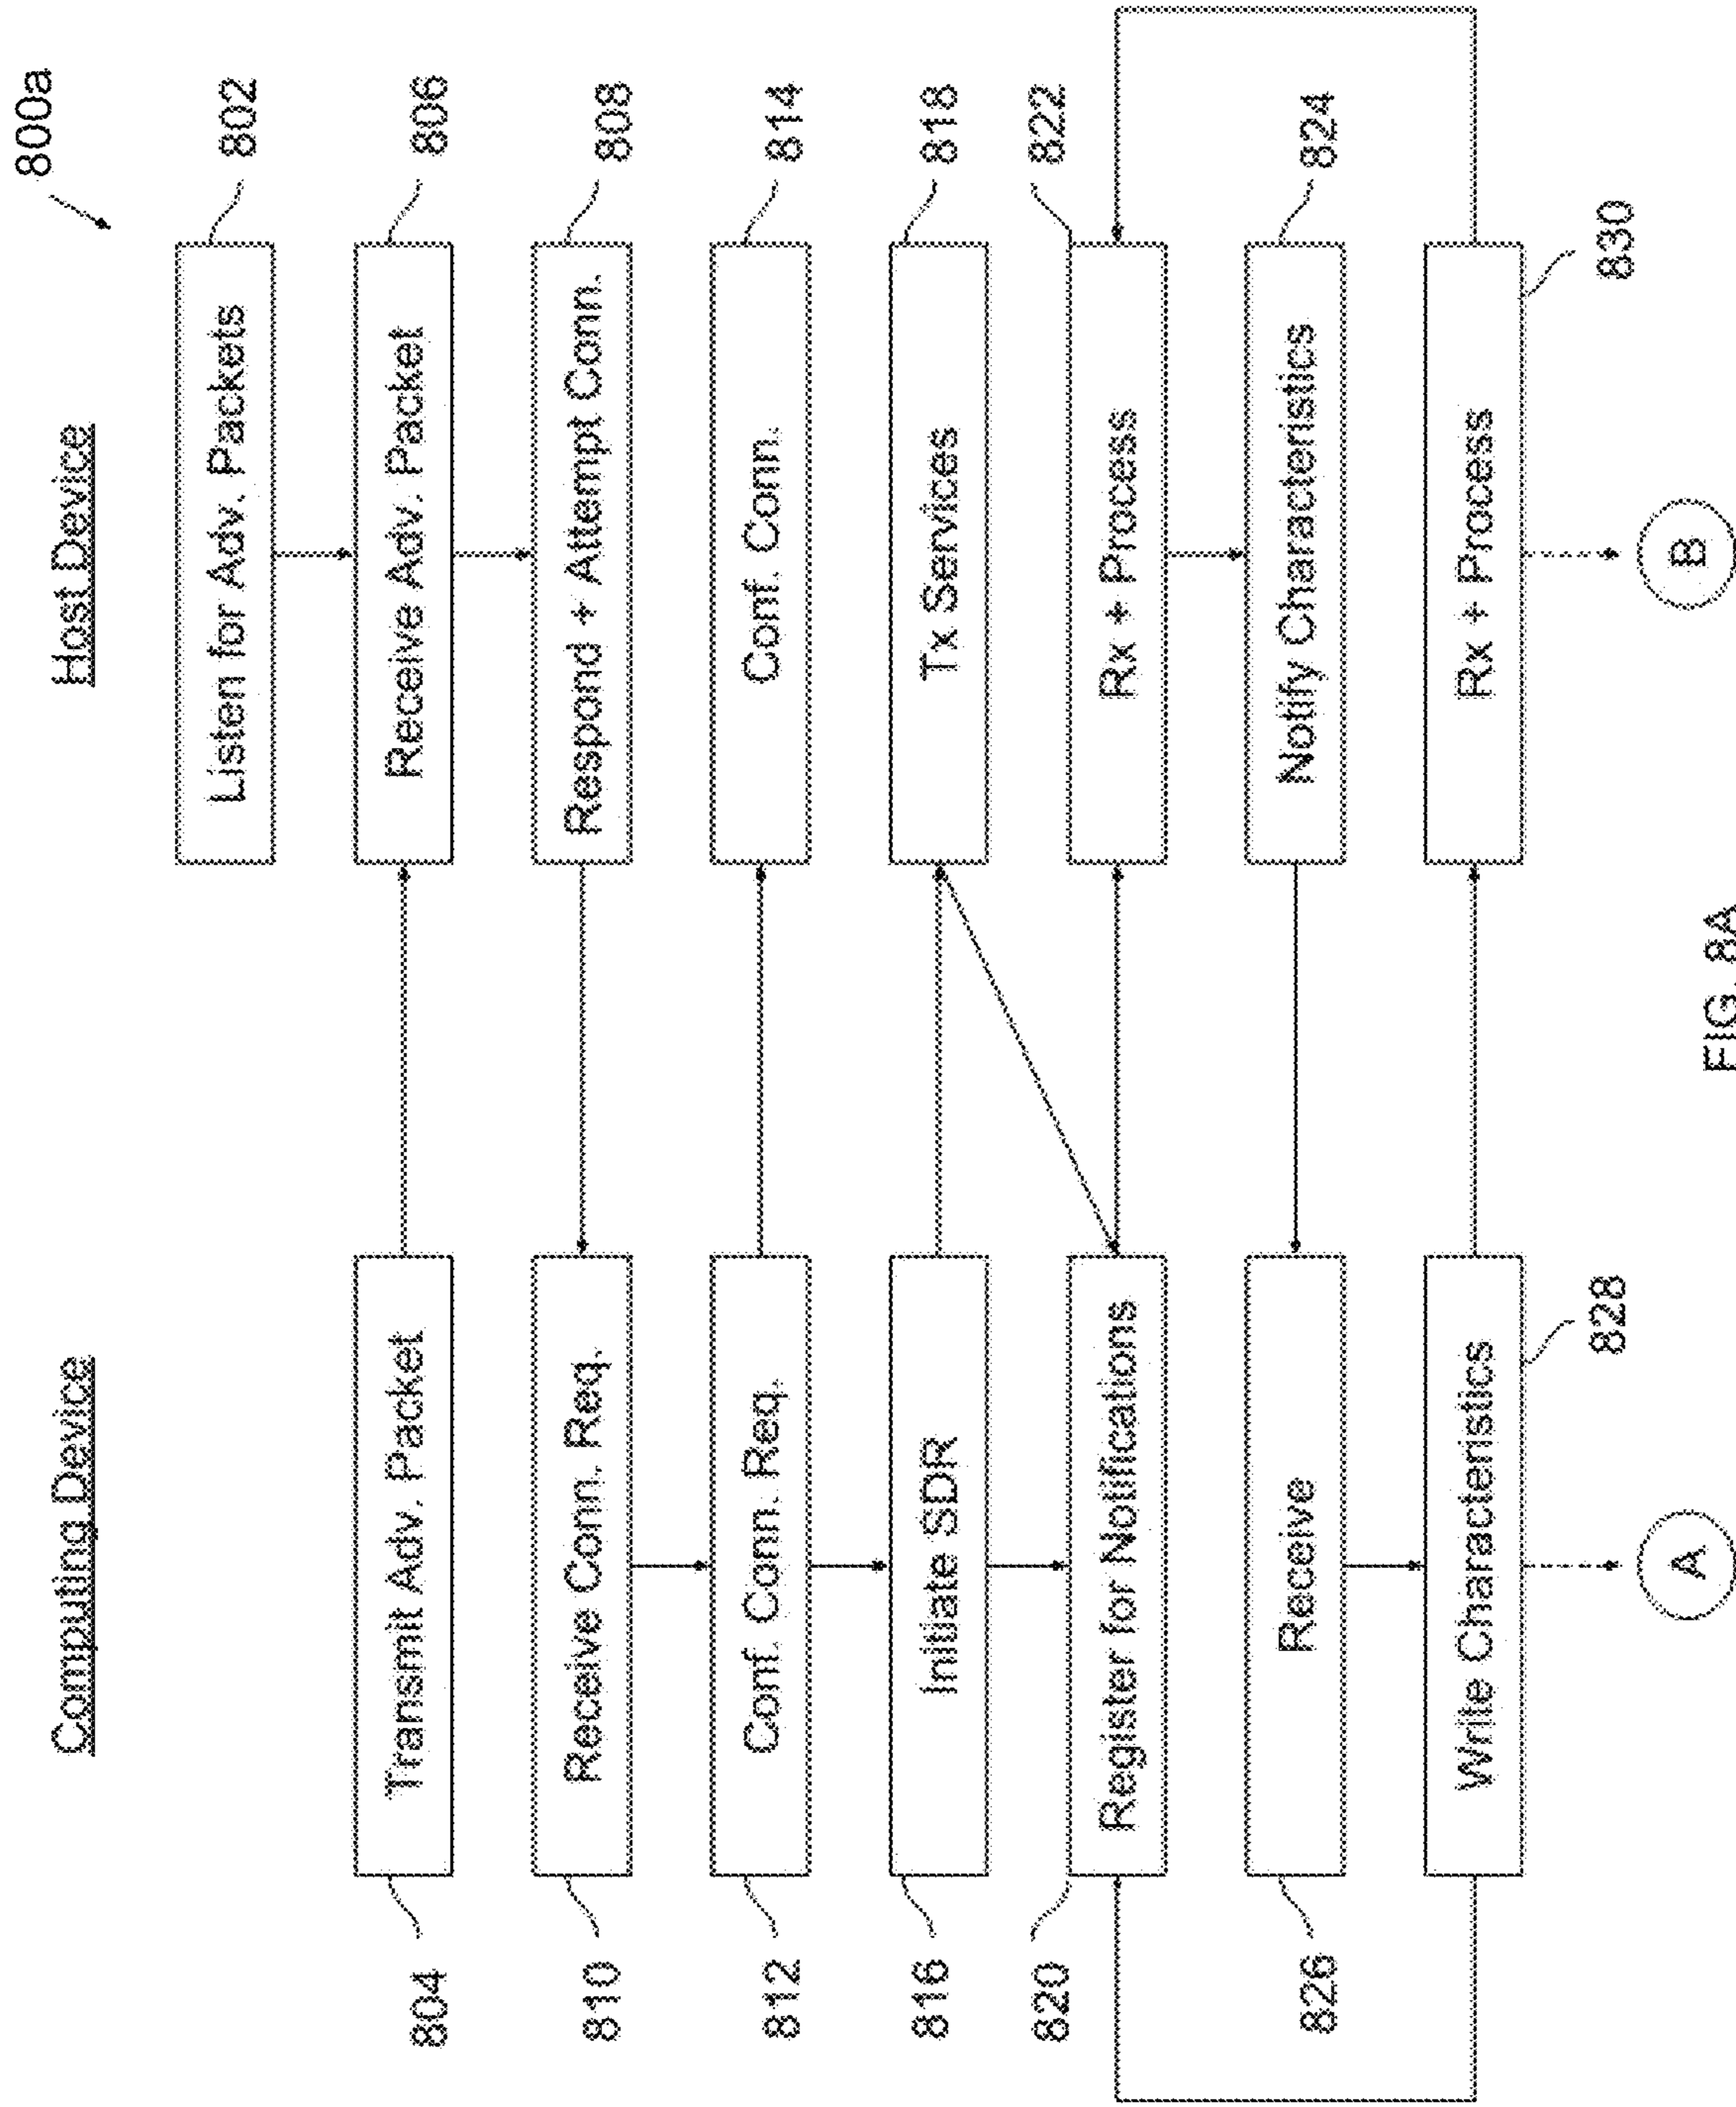 800a
Computing Device
Host Device
Listen for Adv. Packets
802
804
Transmit Adv. Packet
Receive Adv. Packet
806
810
Receive Conn. Req.
Respond + Attempt Conn.
808
812
Conf. Conn. Req.
Conf. Conn.
814
816
Initiate SDR
Tx Services
818
820
Register for Notifications
Rx + Process
822
826
Receive
Notify Characteristics
824
Write Characteristics
828
Rx + Process
830
A
B
FIG. 8A